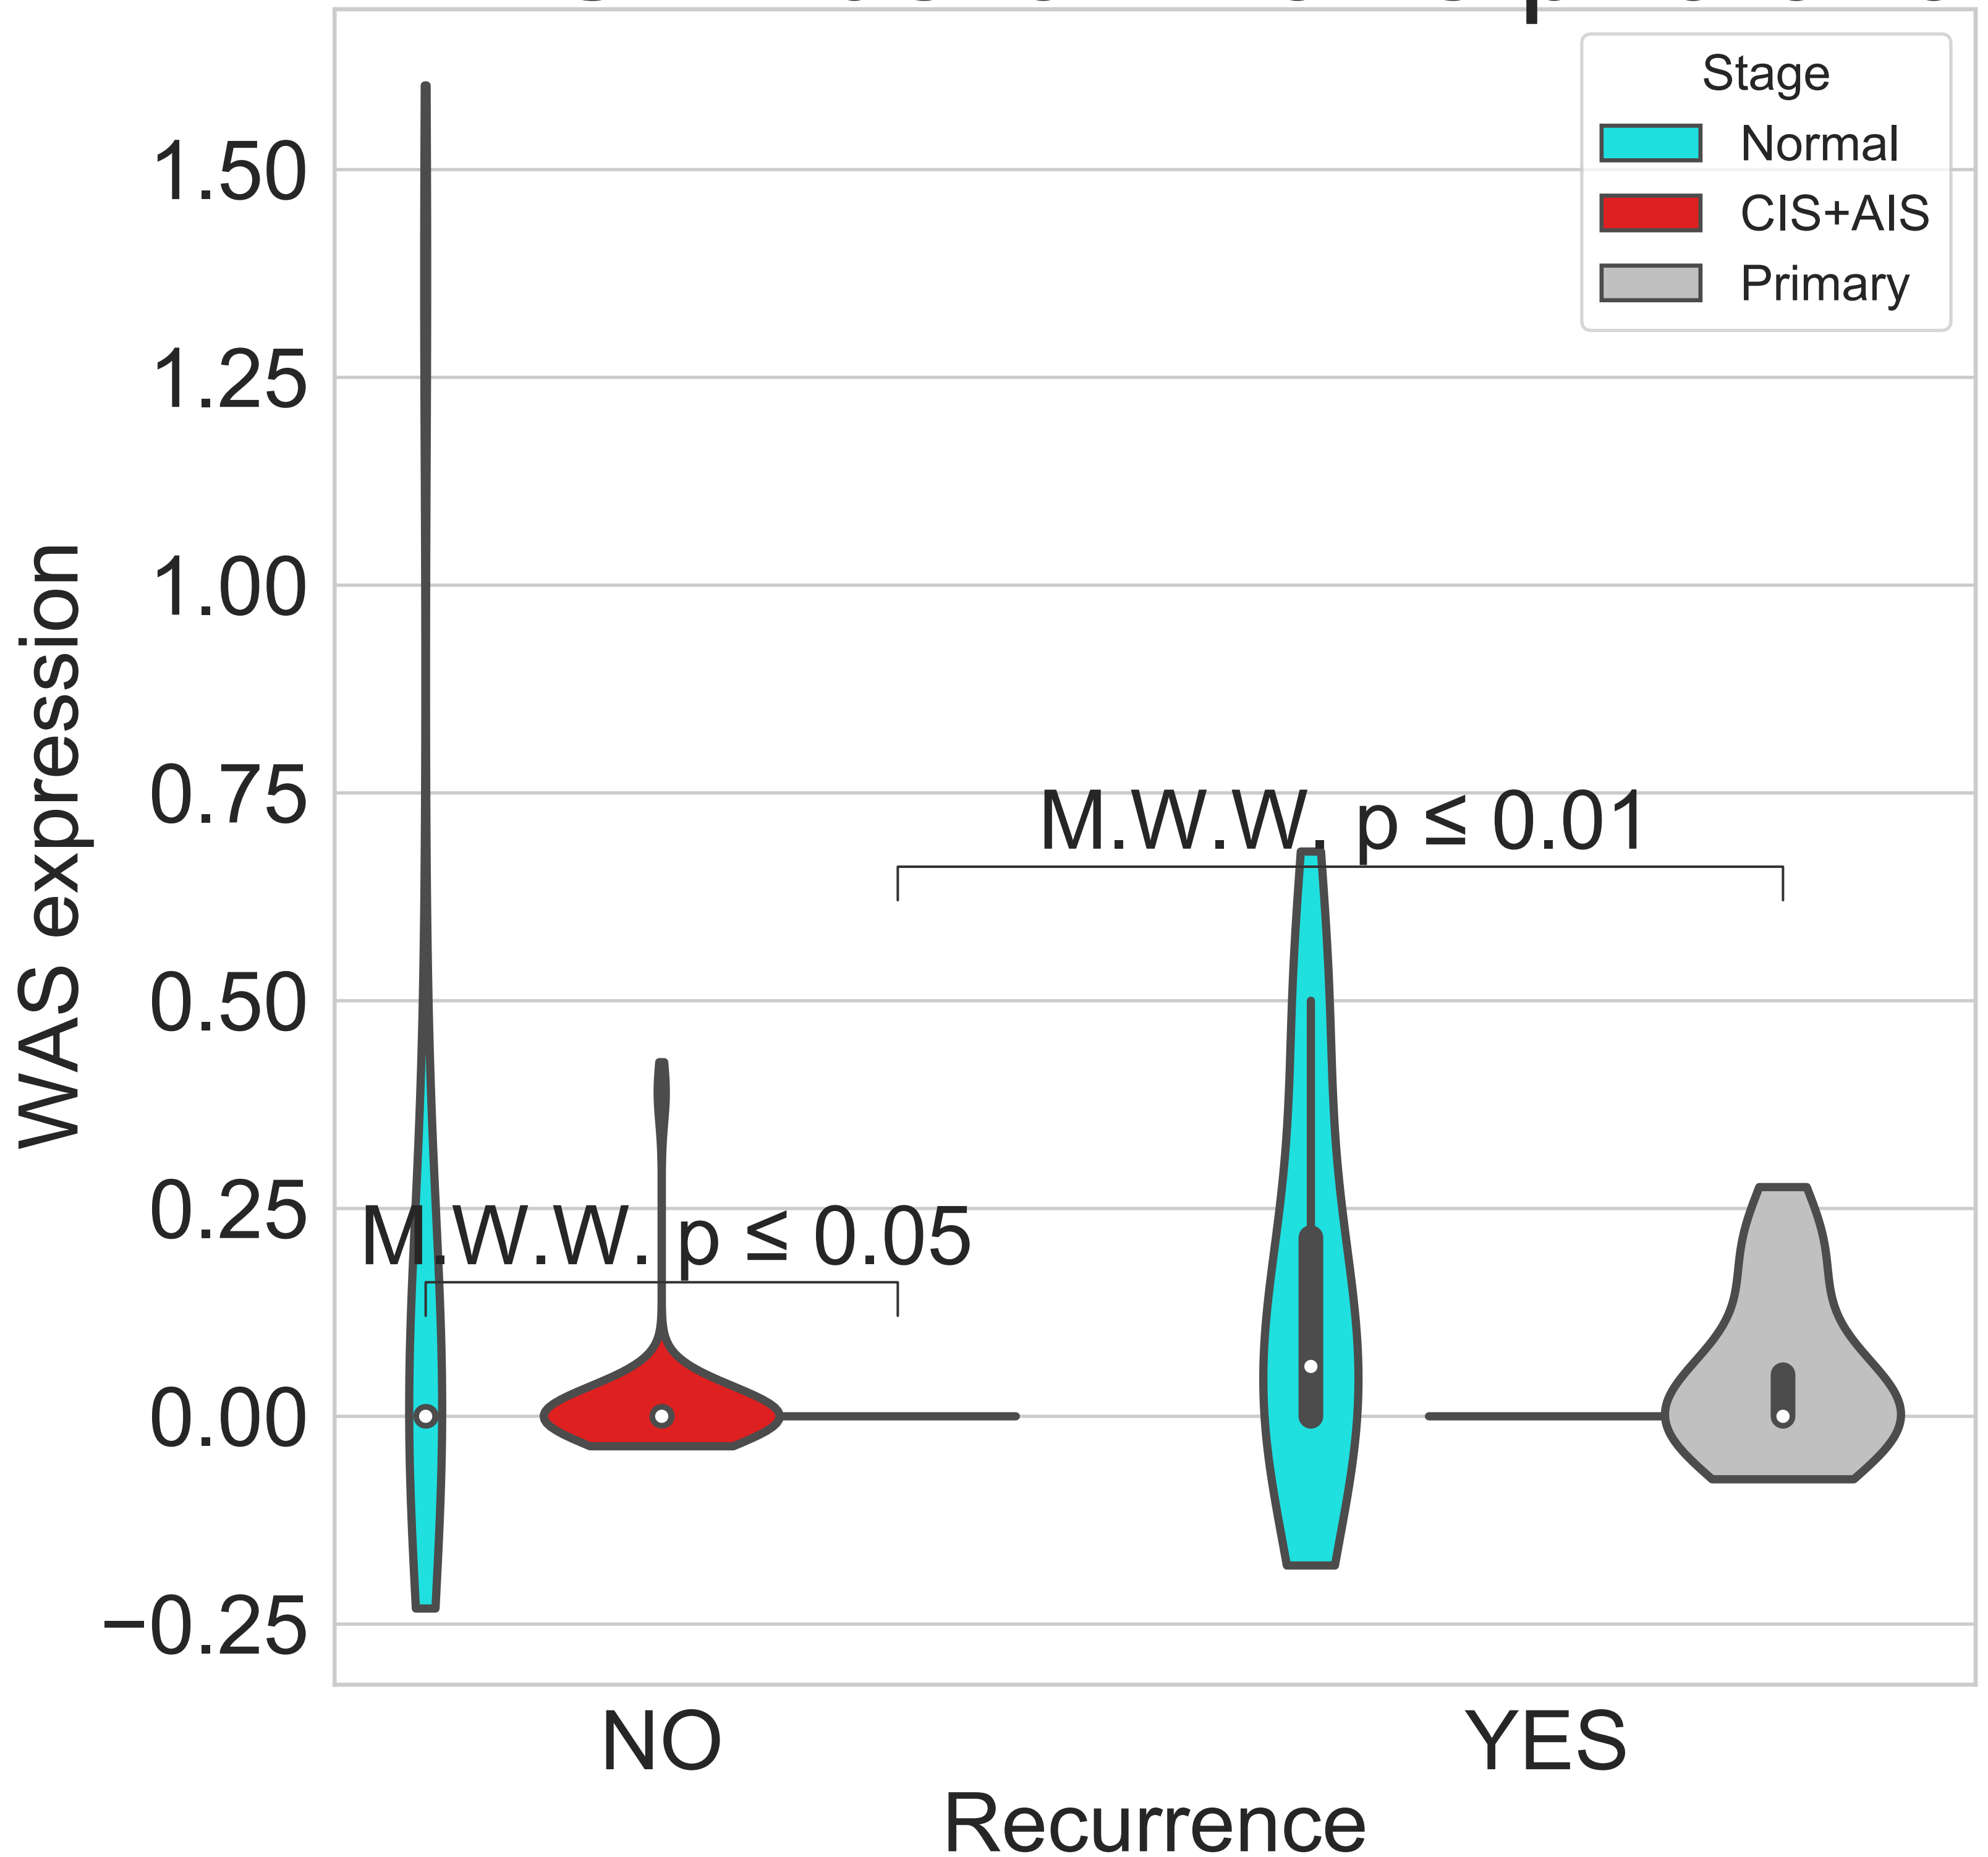 Stage
Normal
CIS+AIS
Primary
1.50
1.25
1.00
0.75
0.50
0.25
0.00
−0.25
WAS expression
M.W.W. p ≤ 0.01
M.W.W. p ≤ 0.05
NO
YES
Recurrence